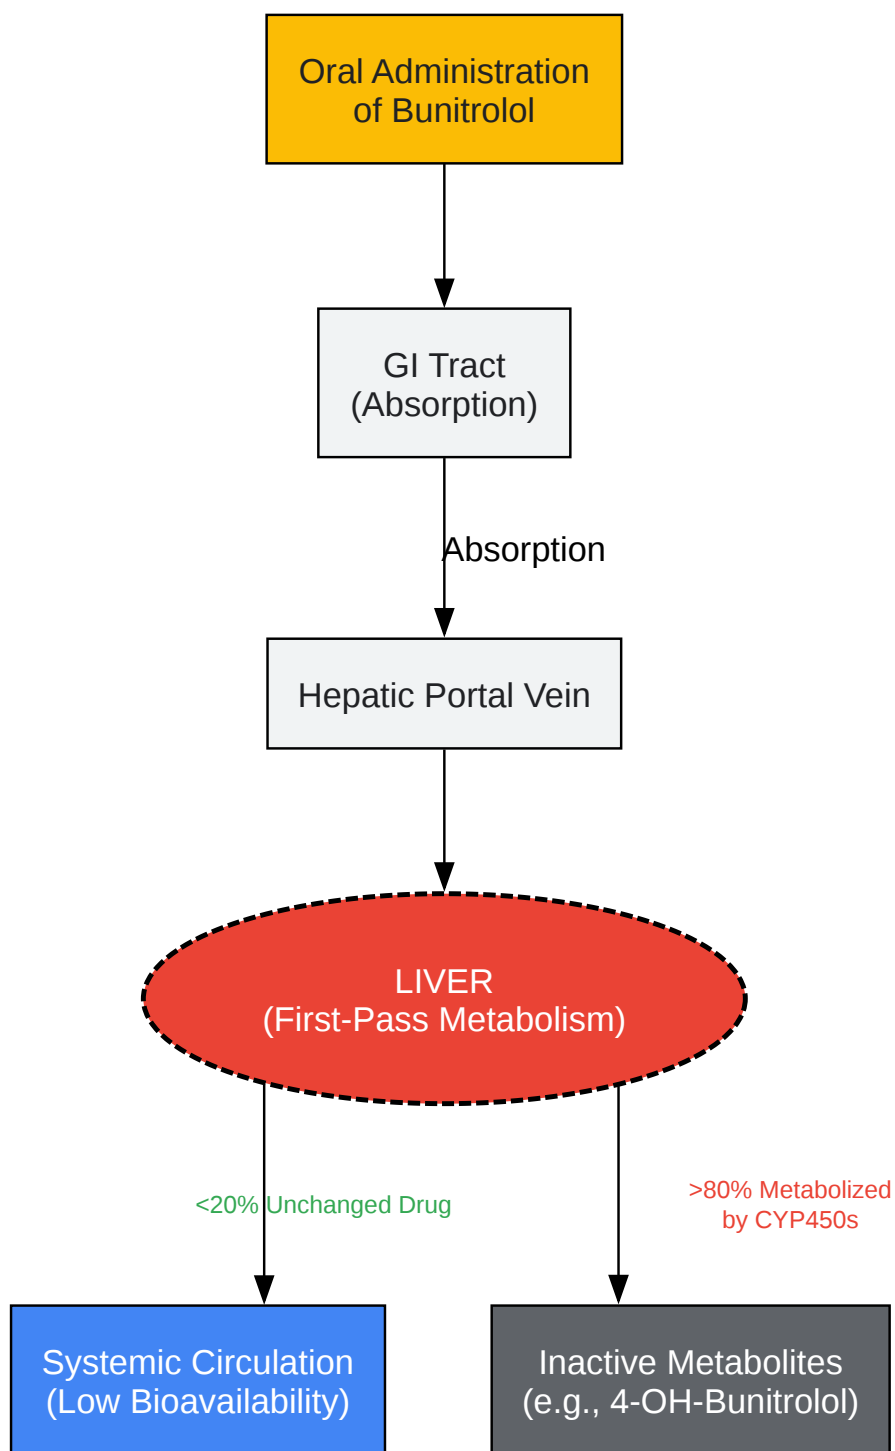 Oral Administration
of Bunitrolol
GI Tract
(Absorption)
Absorption
Hepatic Portal Vein
LIVER
(First-Pass Metabolism)
<20% Unchanged Drug
>80% Metabolized
by CYP450s
Systemic Circulation
(Low Bioavailability)
Inactive Metabolites
(e.g., 4-OH-Bunitrolol)